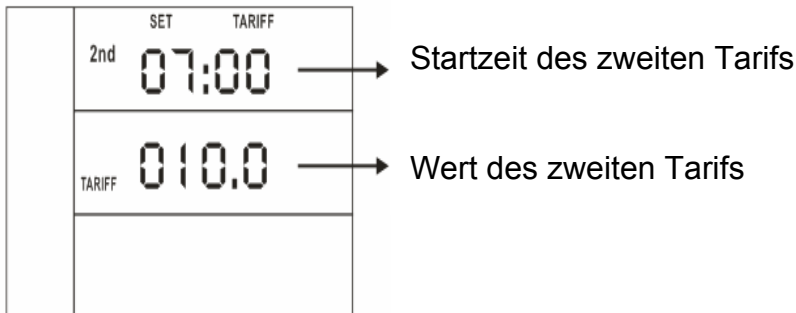 SET TARIFF
2nd 07:00 Startzeit des zweiten Tarifs
TARIFF 010.0 Wert des zweiten Tarifs